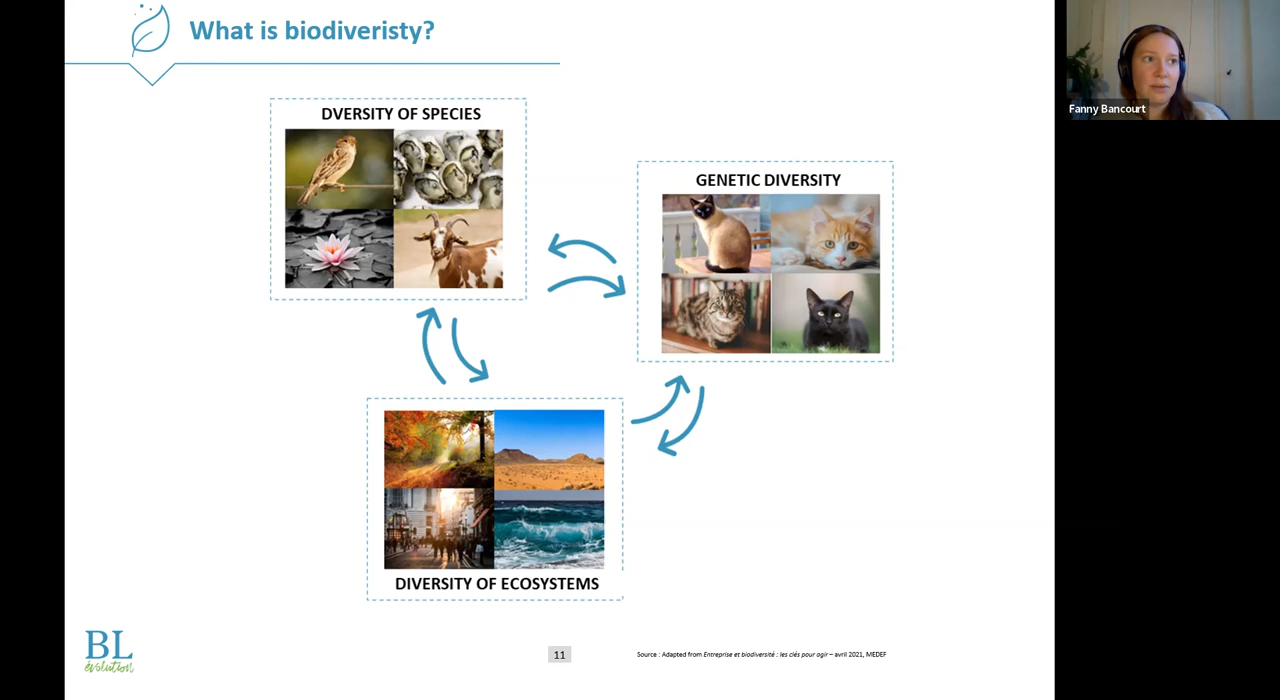 What is biodiveristy?
Fanny Bancourt
DVERSITY OF SPECIES
GENETIC DIVERSITY
DIVERSITY OF ECOSYSTEMS
BL
évolution
11
Source : Adapted from Entreprise et biodiversité : les clés pour agir – avril 2021, MEDEF